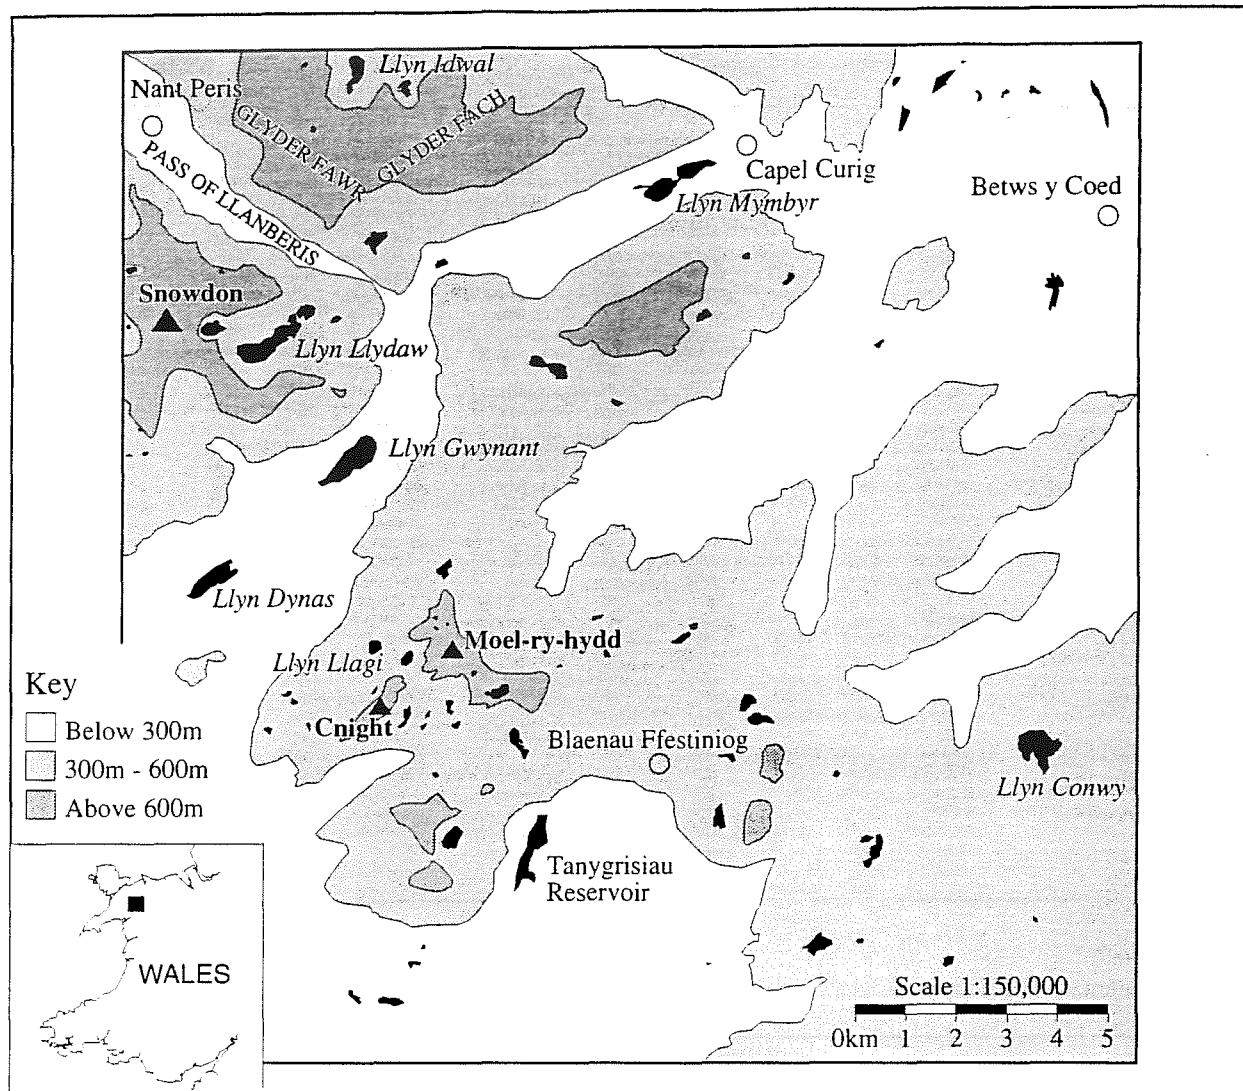 Llyn Idwal
Nant Peris
GLYDER FAWR
GLYDER FACH
PASS OF LLANBERIS
Capel Curig
Llyn Mymbyr
Betws y Coed
Snowdon
Llyn Llydaw
Llyn Gwynant
Llyn Dynas
Moel-ry-hydd
Llyn Llagi
Cnight
Blaenau Ffestiniog
Llyn Conwy
Tanygrisiau
Reservoir
Key
Below 300m
300m - 600m
Above 600m
WALES
Scale 1:150,000
0km 1 2 3 4 5